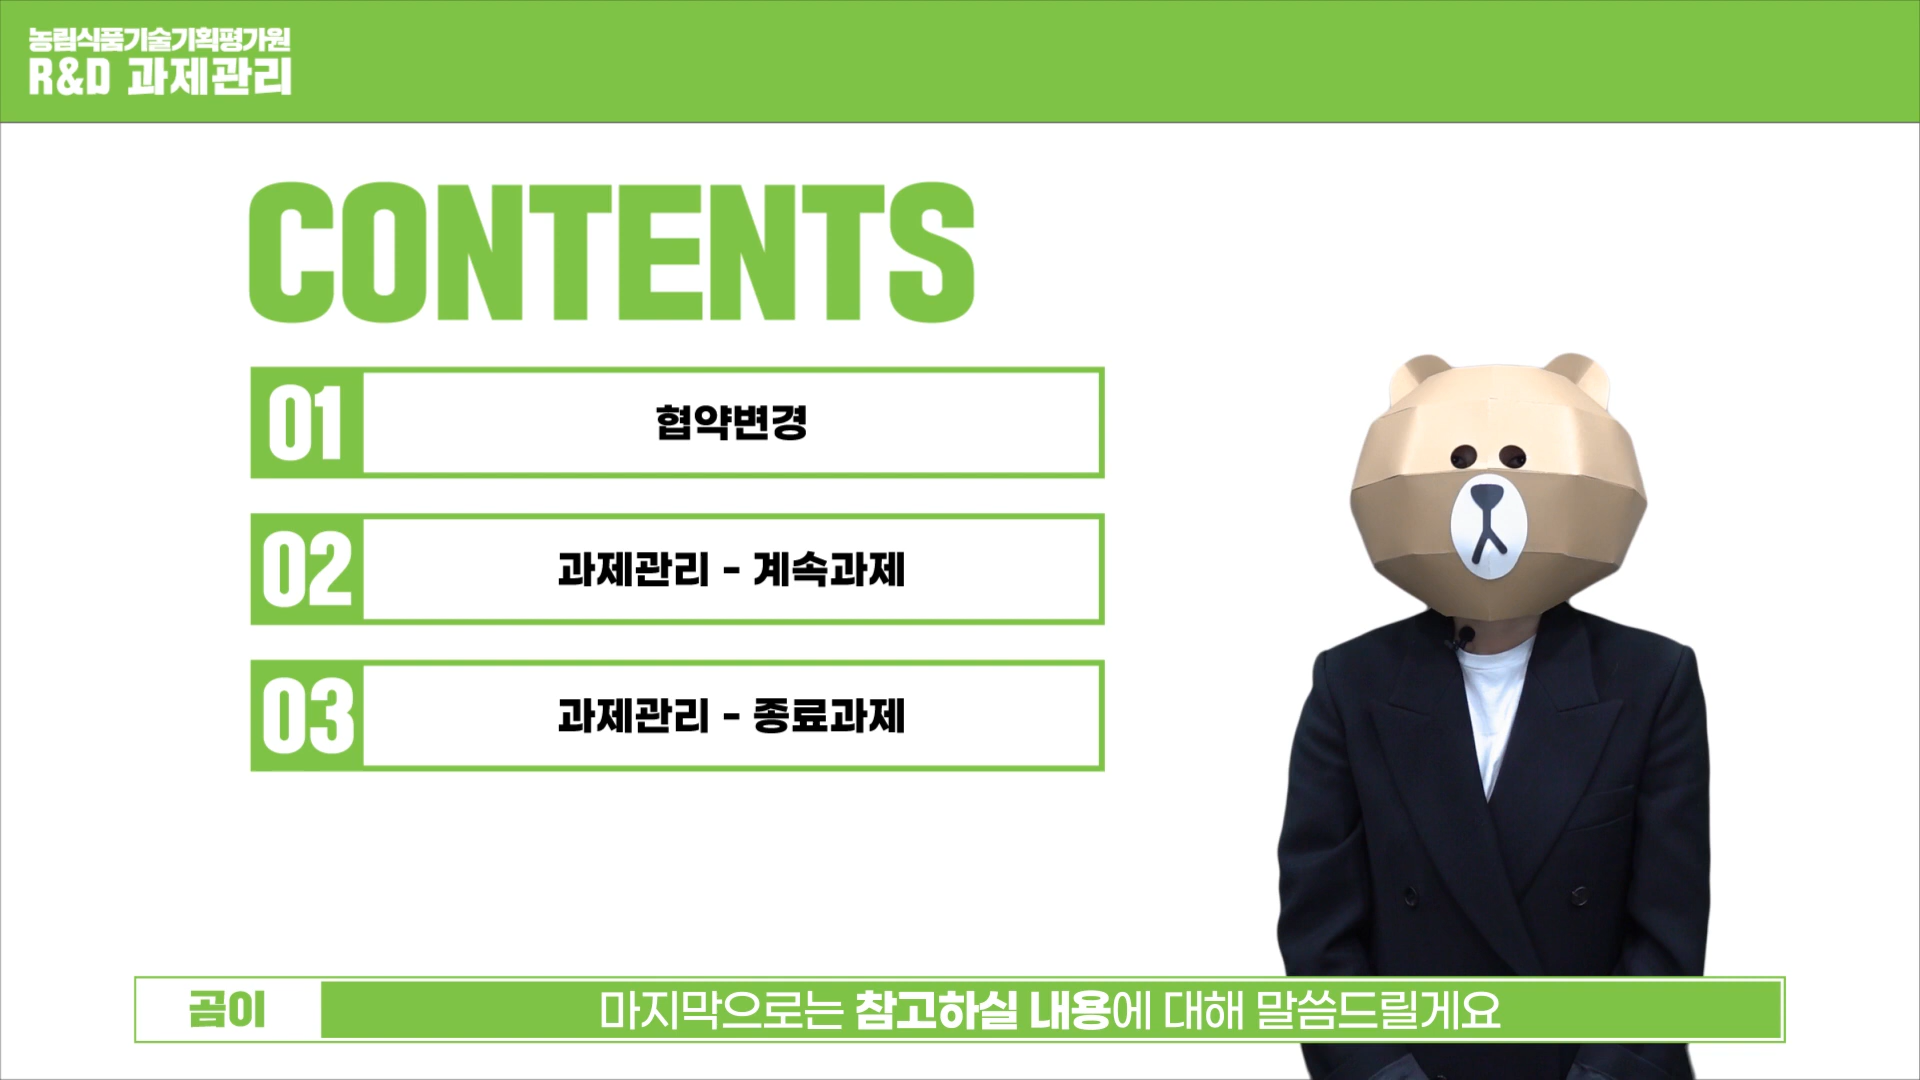 농림식품기술기획평가원
R&D 과제관리
CONTENTS
01 협약변경
02 과제관리 - 계속과제
03 과제관리 - 종료과제
곰이 마지막으로는 참고하실 내용에 대해 말씀드릴게요